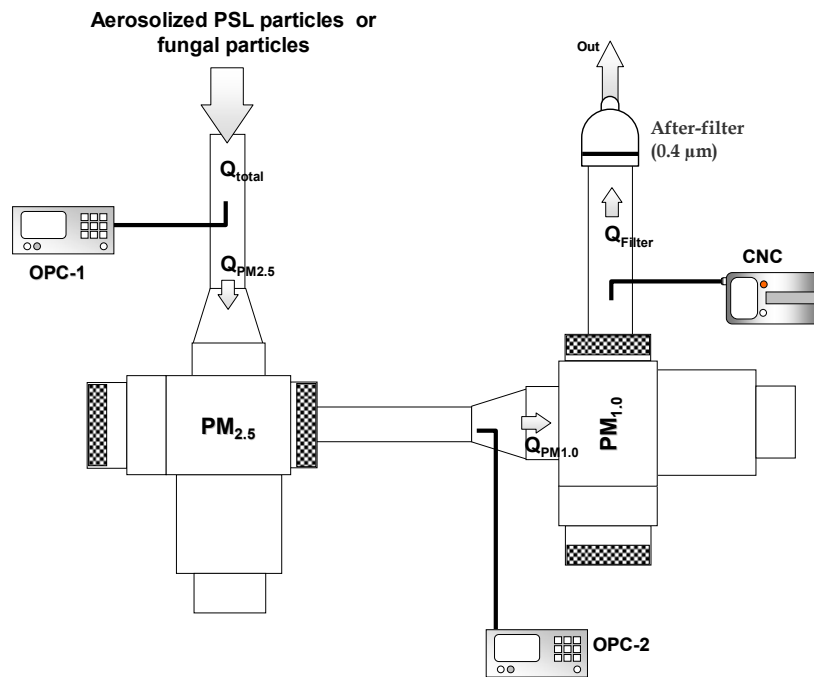 Aerosolized PSL particles or
fungal particles
Out
After-filter
(0.4 µm)
Qtotal
QFilter
OPC-1
QPM2.5
CNC
PM2.5
PM1.0
QPM1.0
OPC-2